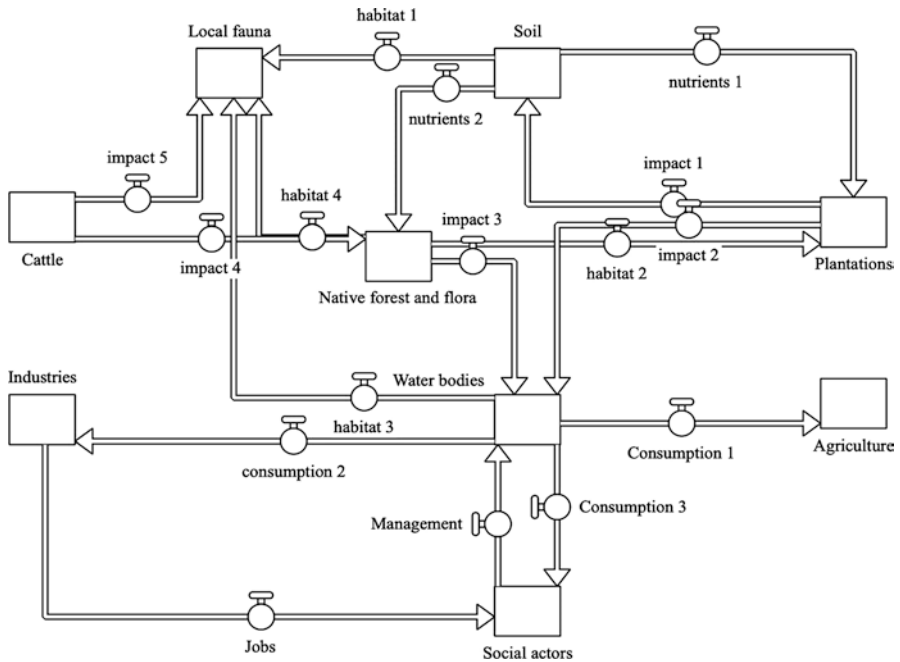 habitat 1
Local fauna
Soil
nutrients 1
nutrients 2
impact 5
impact 1
habitat 4
impact 3
Cattle
impact 4
habitat 2
impact 2
Plantations
Native forest and flora
Industries
Water bodies
habitat 3
Consumption 1
Agriculture
consumption 2
Management
Consumption 3
Jobs
Social actors